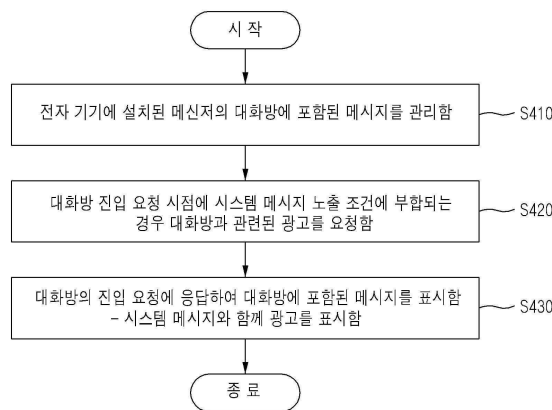 시 작
전자 기기에 설치된 메신저의 대화방에 포함된 메시지를 관리함
S410
대화방 진입 요청 시점에 시스템 메시지 노출 조건에 부합되는
경우 대화방과 관련된 광고를 요청함
S420
대화방의 진입 요청에 응답하여 대화방에 포함된 메시지를 표시함
- 시스템 메시지와 함께 광고를 표시함
S430
종 료